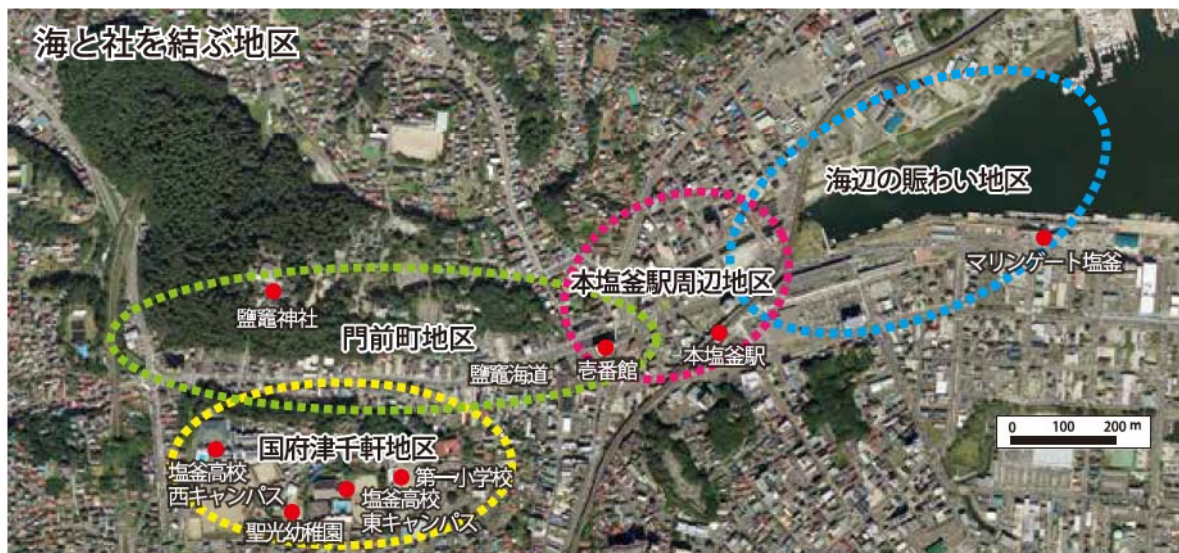 海と社を結ぶ地区
海辺の賑わい地区
マリンゲート塩釜
本塩釜駅周辺地区
鹽竈神社
門前町地区
鹽竈海道
壱番館
本塩釜駅
0 100 200 m
国府津千軒地区
塩釜高校
西キャンパス
第一小学校
塩釜高校
東キャンパス
聖光幼稚園